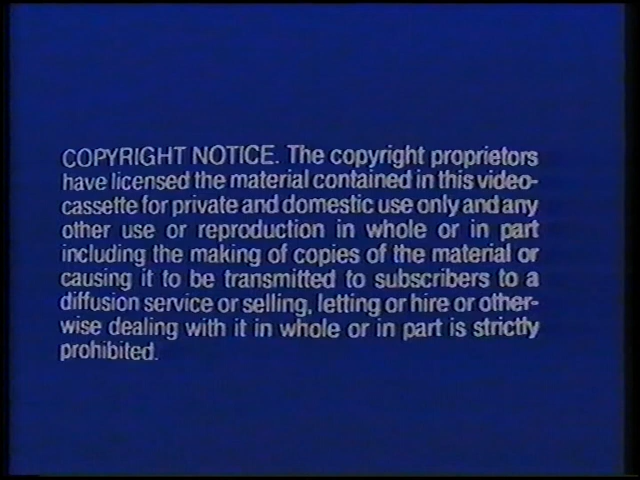 COPYRIGHT NOTICE. The copyright proprietors
have licensed the material contained in this video-
cassette for private and domestic use only and any
other use or reproduction in whole or in part
including the making of copies of the material or
causing it to be transmitted to subscribers to a
diffusion service or selling, letting or hire or other-
wise dealing with it in whole or in part is strictly
prohibited.